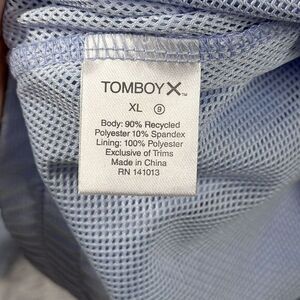 TOMBOYX™
XL ⑨
Body: 90% Recycled
Polyester 10% Spandex
Lining: 100% Polyester
Exclusive of Trims
Made in China
RN 141013